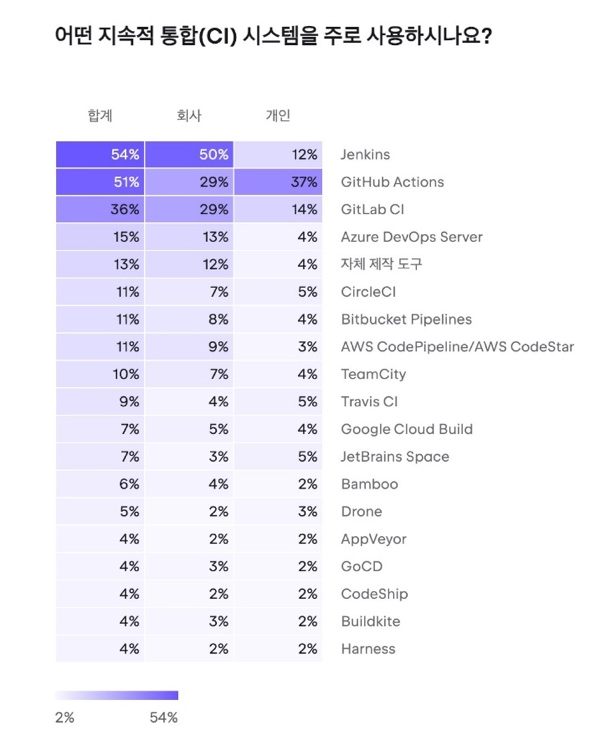 어떤 지속적 통합(CI) 시스템을 주로 사용하시나요?
합계 회사 개인
54% 50% 12% Jenkins
51% 29% 37% GitHub Actions
36% 29% 14% GitLab CI
15% 13% 4% Azure DevOps Server
13% 12% 4% 자체 제작 도구
11% 7% 5% CircleCI
11% 8% 4% Bitbucket Pipelines
11% 9% 3% AWS CodePipeline/AWS CodeStar
10% 7% 4% TeamCity
9% 4% 5% Travis CI
7% 5% 4% Google Cloud Build
7% 3% 5% JetBrains Space
6% 4% 2% Bamboo
5% 2% 3% Drone
4% 2% 2% AppVeyor
4% 3% 2% GoCD
4% 2% 2% CodeShip
4% 3% 2% Buildkite
4% 2% 2% Harness
2% 54%